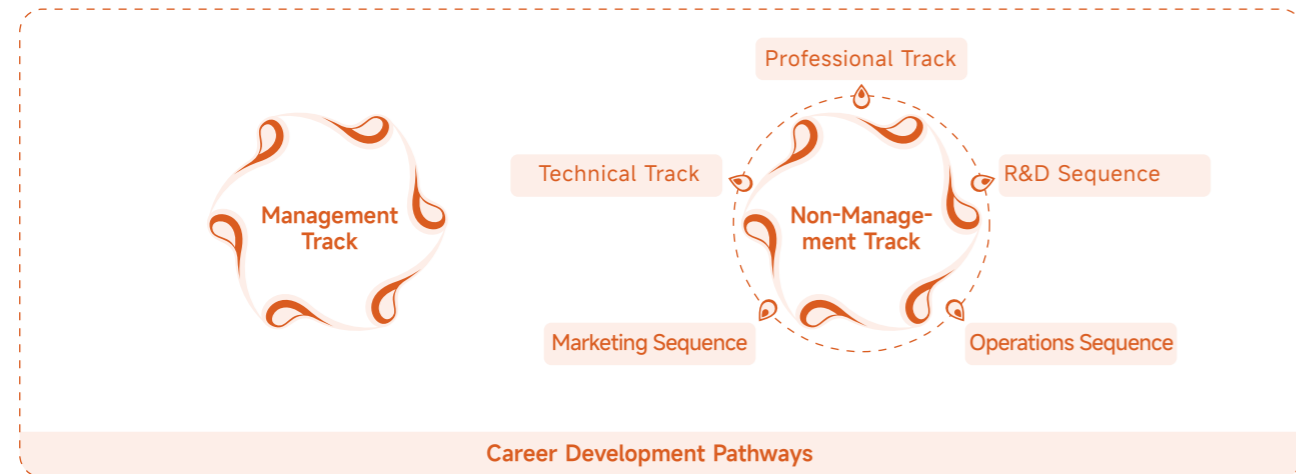 Professional Track
Technical Track
R&D Sequence
Management
Track
Non-Manage-
ment Track
Marketing Sequence
Operations Sequence
Career Development Pathways